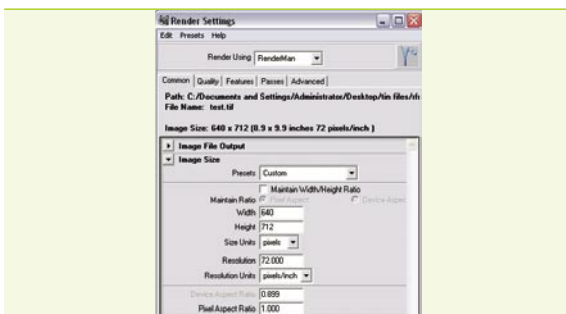 Render Settings
Edit Presets Help
Render Using RenderMan
Common Quality Features Passes Advanced
Path: C:/Documents and Settings/Administrator/Desktop/tin files/
File Name: test.tif
Image Size: 640 x 712 (8.9 x 9.9 inches 72 pixels/inch )
Image File Output
Image Size
Presets Custom
Maintain Width/Height Ratio
Maintain Ratio Pixel Aspect Device Aspec
Width 640
Height 712
Size Units pixels
Resolution 72.000
Resolution Units pixels/inch
Device Aspect Ratio 0.899
Pixel Aspect Ratio 1.000